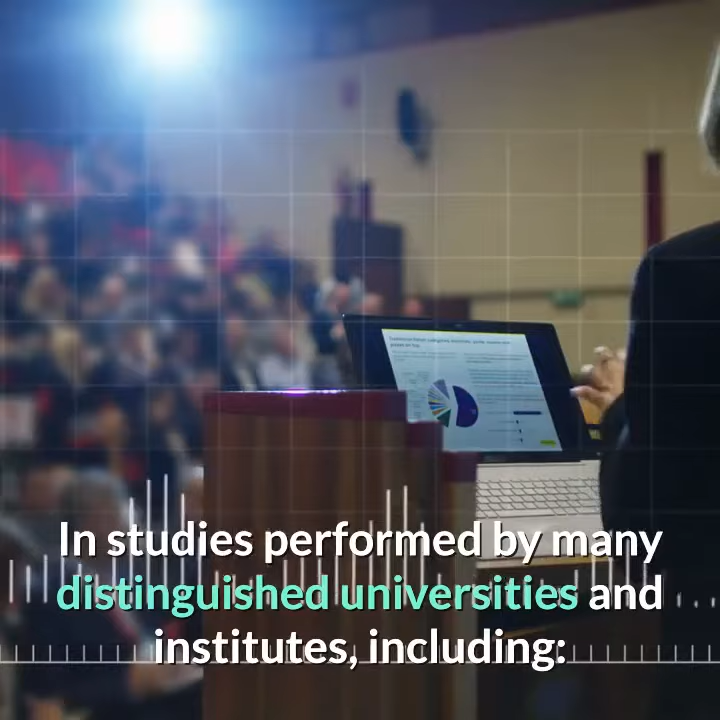 In studies performed by many
distinguished universities and
institutes, including: